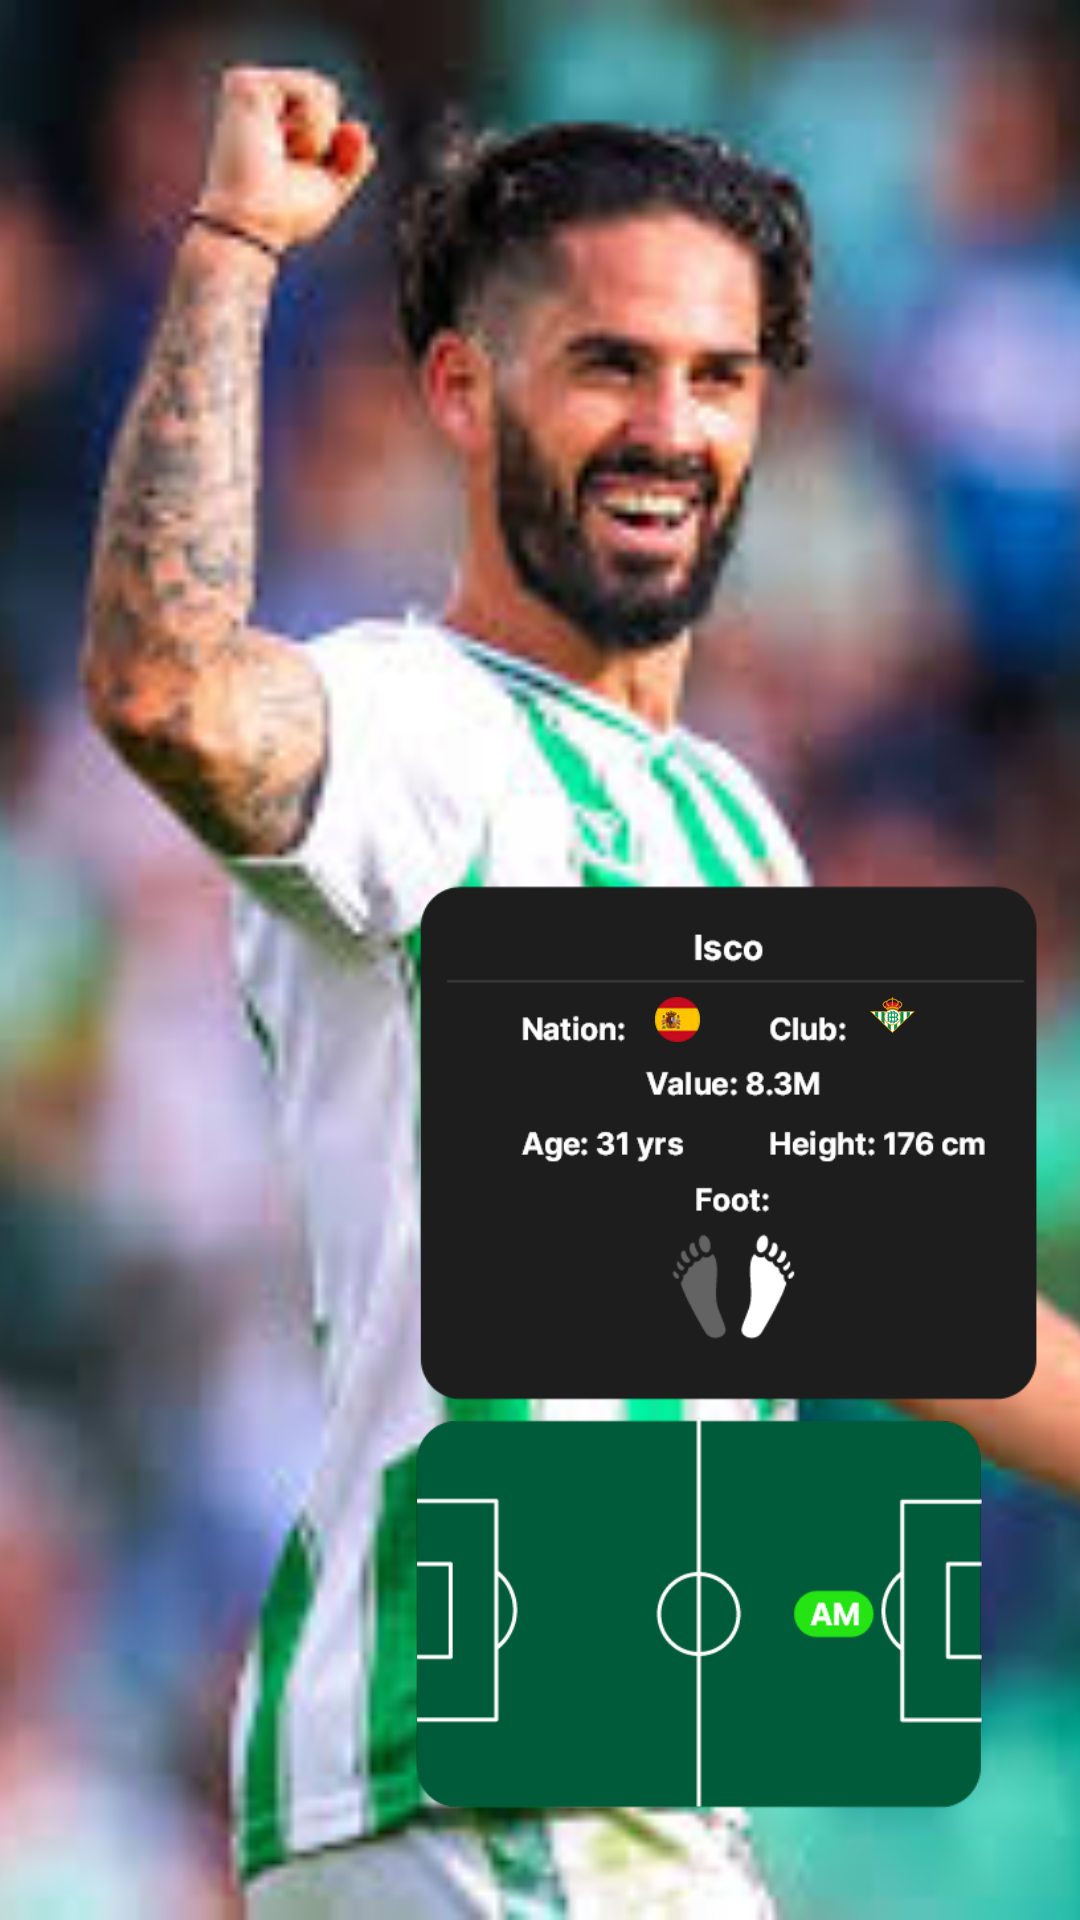 Isco
Nation: Club:
Value: 8.3M
Age: 31 yrs Height: 176 cm
Foot:
AM